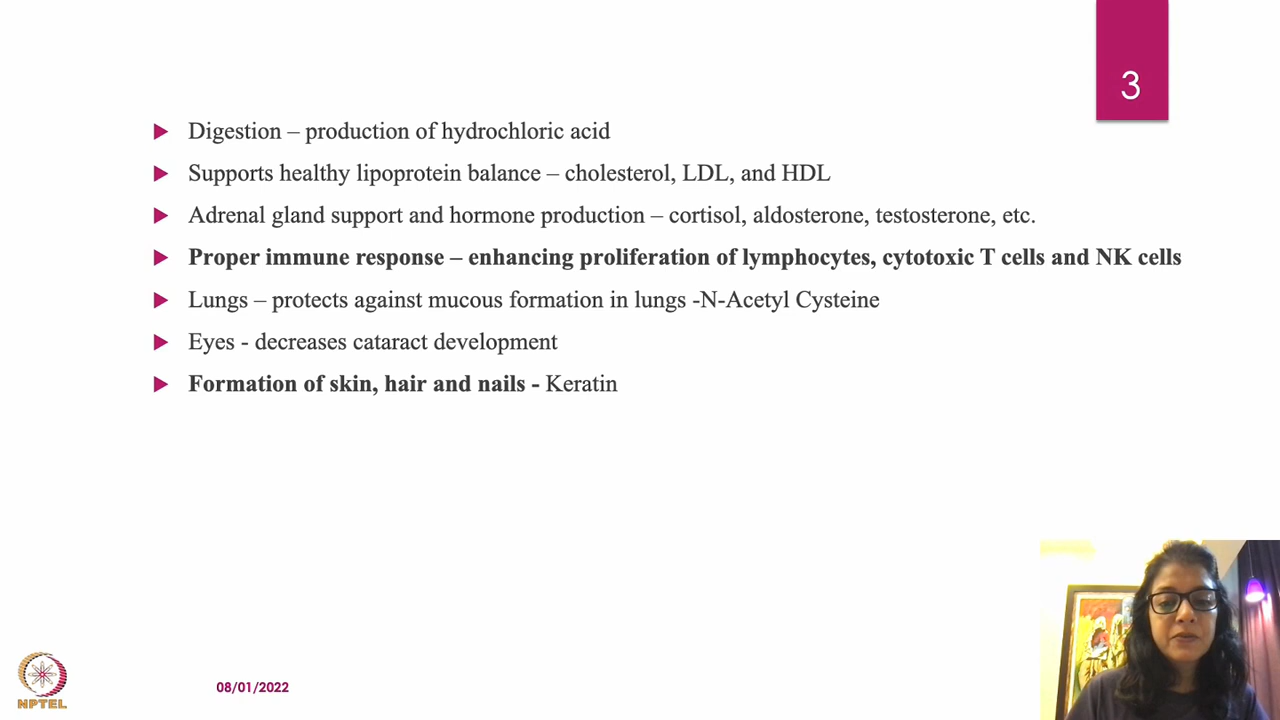 3
Digestion – production of hydrochloric acid
Supports healthy lipoprotein balance – cholesterol, LDL, and HDL
Adrenal gland support and hormone production – cortisol, aldosterone, testosterone, etc.
Proper immune response – enhancing proliferation of lymphocytes, cytotoxic T cells and NK cells
Lungs – protects against mucous formation in lungs -N-Acetyl Cysteine
Eyes - decreases cataract development
Formation of skin, hair and nails - Keratin
NPTEL
08/01/2022